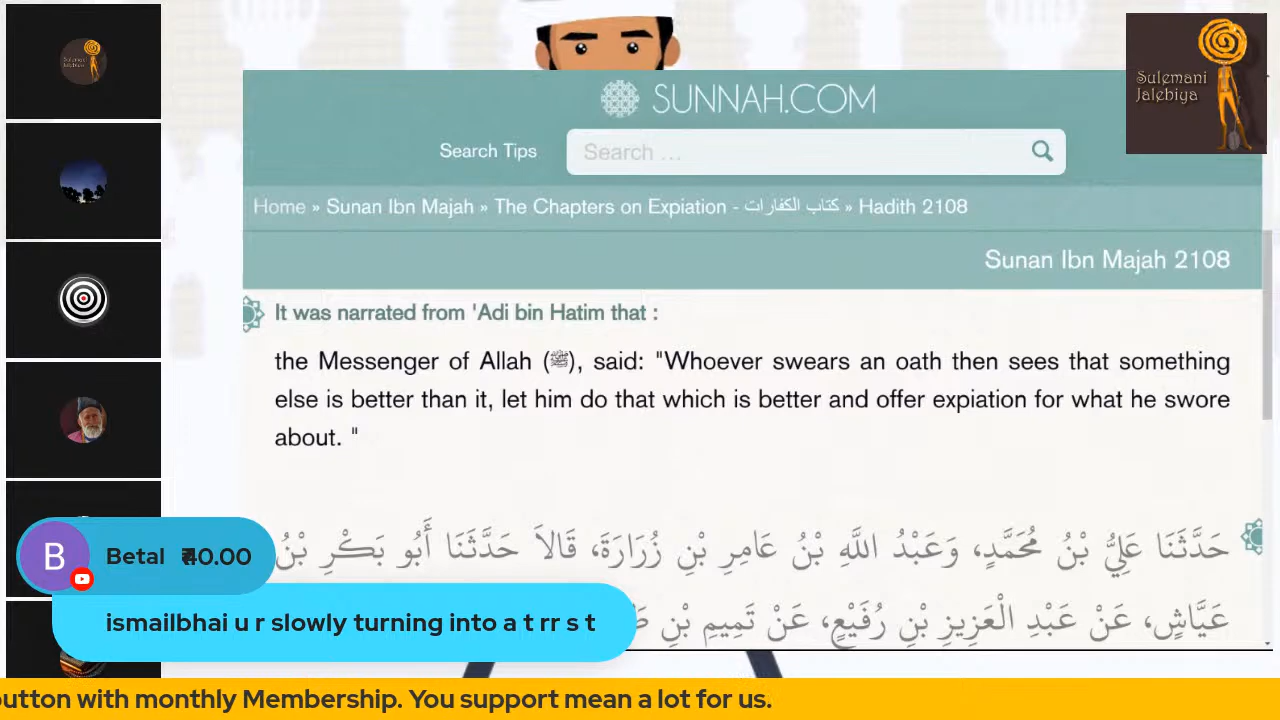 Sulemani
Jalebiya
SUNNAH.COM
Search Tips
Search ...
Home » Sunan Ibn Majah » The Chapters on Expiation - كتاب الكفارات » Hadith 2108
Sunan Ibn Majah 2108
It was narrated from 'Adi bin Hatim that :
the Messenger of Allah (ﷺ), said: "Whoever swears an oath then sees that something
else is better than it, let him do that which is better and offer expiation for what he swore
about. "
حَدَّثَنَا عَلِيُّ بْنُ مُحَمَّدٍ، وَعَبْدُ اللَّهِ بْنُ عَامِرِ بْنِ زُرَارَةَ، قَالاَ حَدَّثَنَا أَبُو بَكْرِ بْنُ
عَيَّاشٍ، عَنْ عَبْدِ الْعَزِيزِ بْنِ رُفَيْعٍ، عَنْ تَمِيمِ بْنِ
B
Betal ₹40.00
ismailbhai u r slowly turning into a t rr s t
button with monthly Membership. You support mean a lot for us.